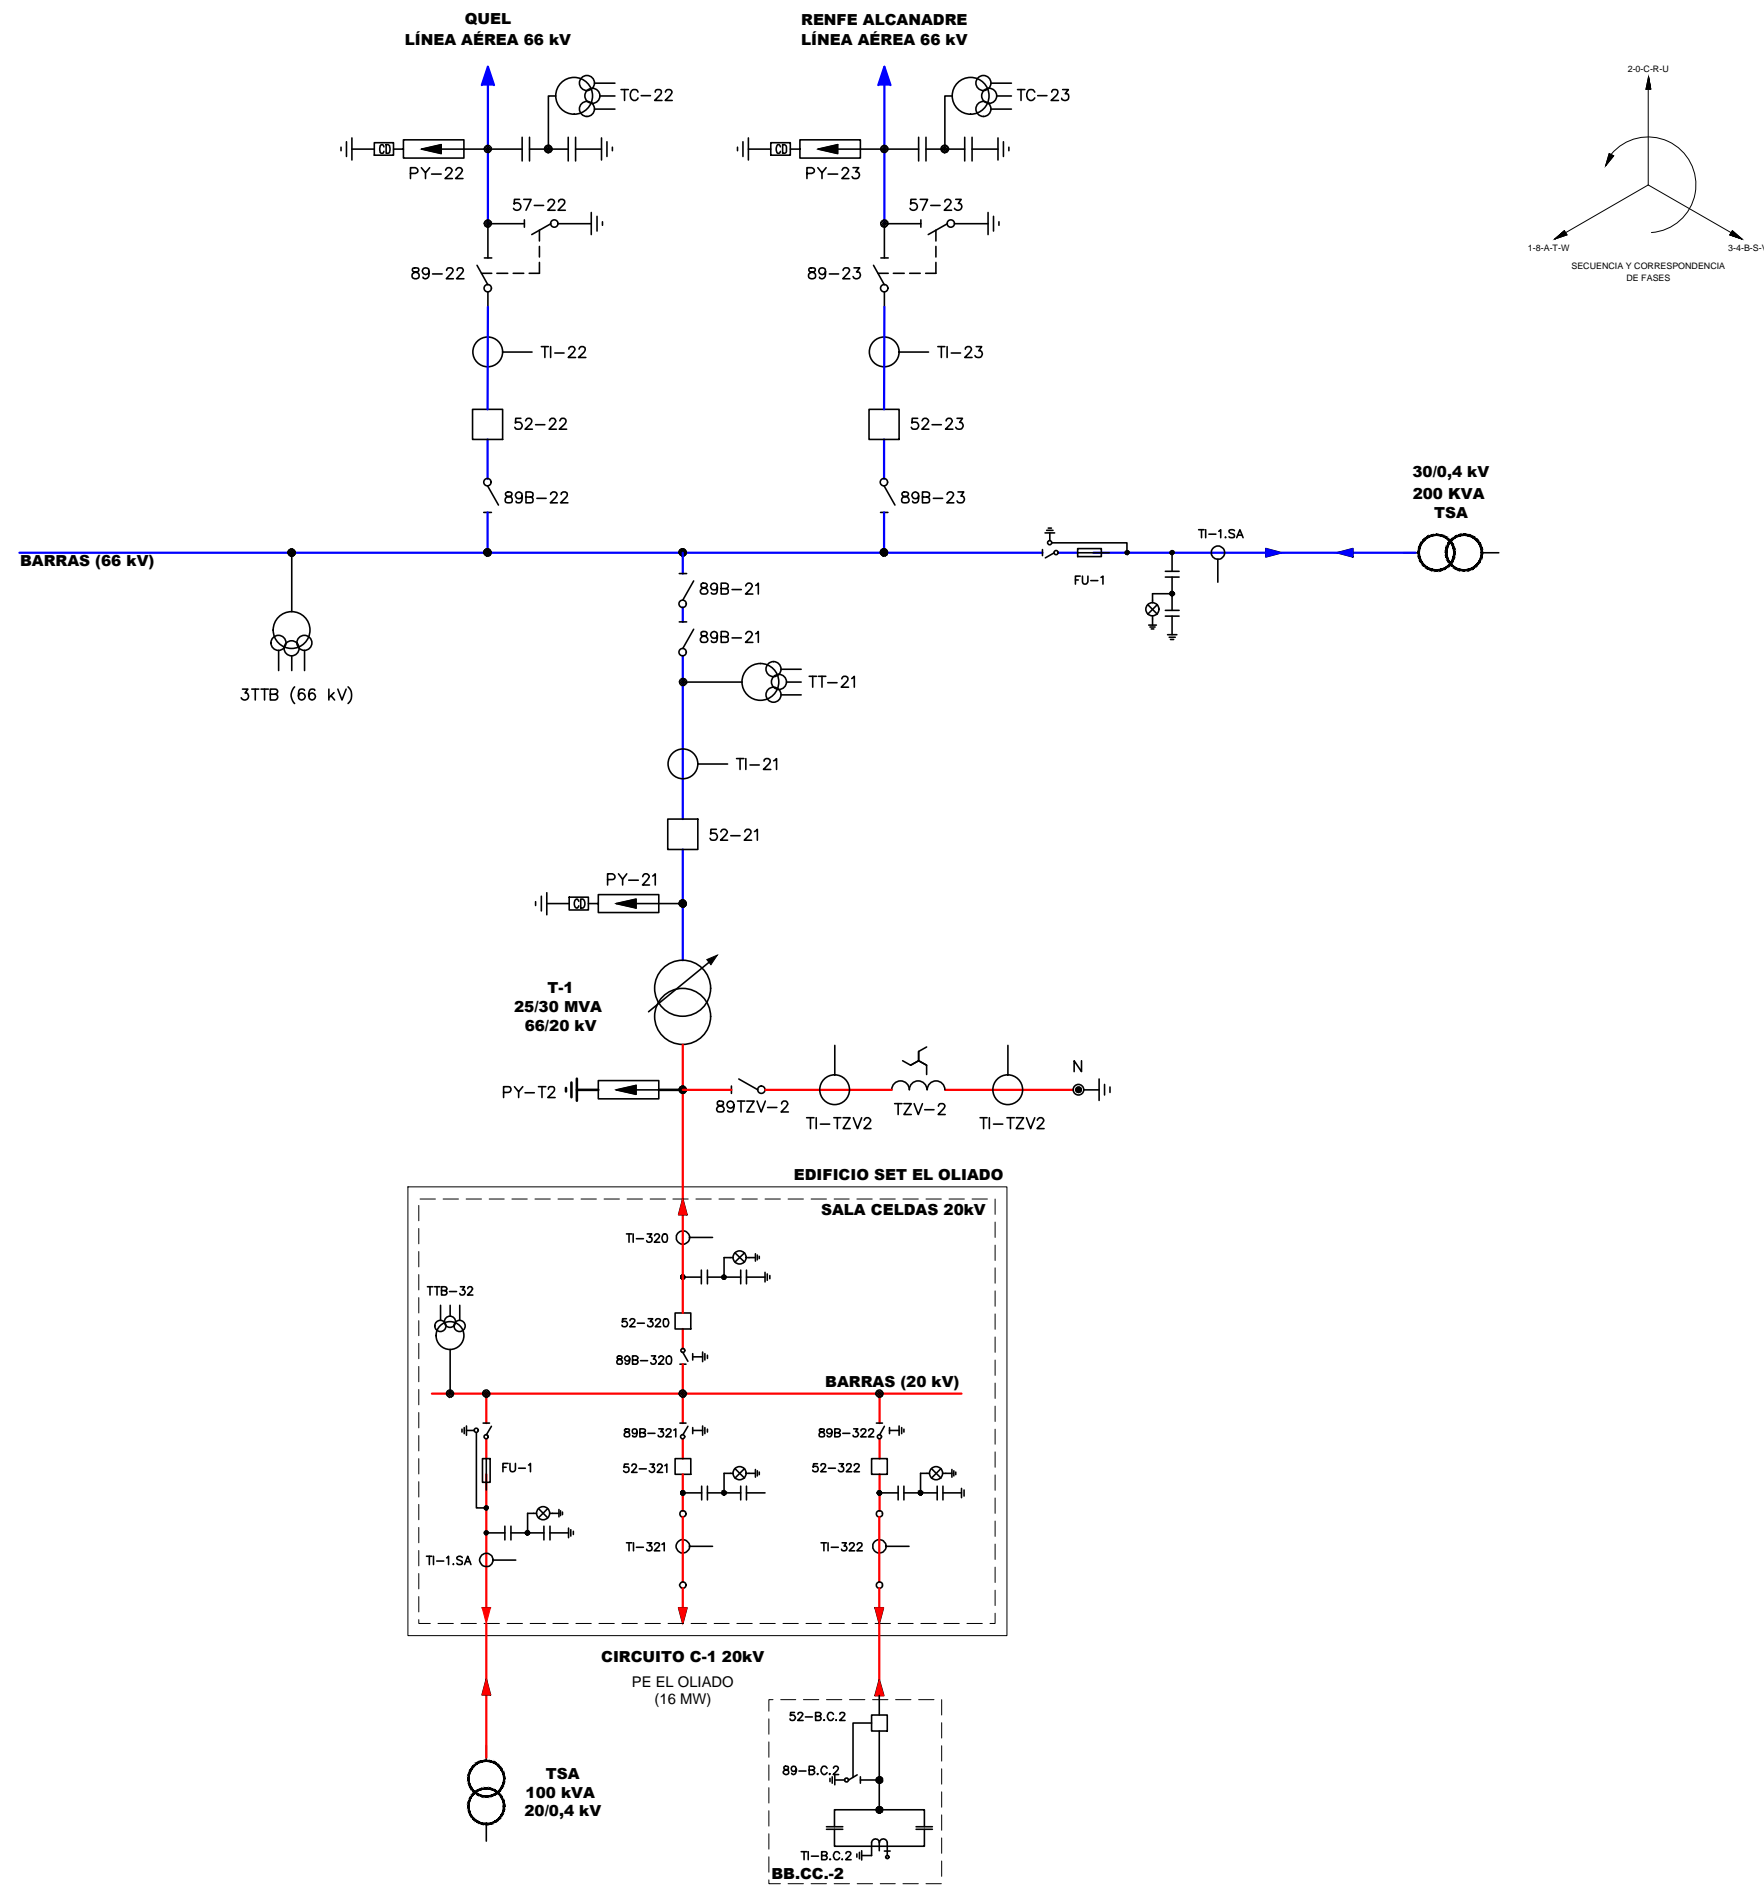 QUEL
LÍNEA AÉREA 66 kV
RENFE ALCANADRE
LÍNEA AÉREA 66 kV
2-0-C-R-U
TC-22
TC-23
CD
PY-22
CD
PY-23
57-22
57-23
1-8-A-T-W
SECUENCIA Y CORRESPONDENCIA
DE FASES
89-22
89-23
TI-22
TI-23
52-22
52-23
89B-22
89B-23
30/0,4 kV
200 KVA
TSA
TI-1.SA
BARRAS (66 kV)
FU-1
89B-21
89B-21
TT-21
3TTB (66 kV)
TI-21
52-21
PY-21
CD
T-1
25/30 MVA
66/20 kV
PY-T2
89TZV-2
TI-TZV2
TZV-2
TI-TZV2
N
EDIFICIO SET EL OLIADO
SALA CELDAS 20kV
TI-320
TTB-32
52-320
89B-320
BARRAS (20 kV)
89B-321
89B-322
FU-1
52-321
52-322
TI-1.SA
TI-321
TI-322
CIRCUITO C-1 20kV
PE EL OLIADO
(16 MW)
52-B.C.2
89-B.C.2
TSA
100 kVA
20/0,4 kV
TI-B.C.2
BB.CC.-2